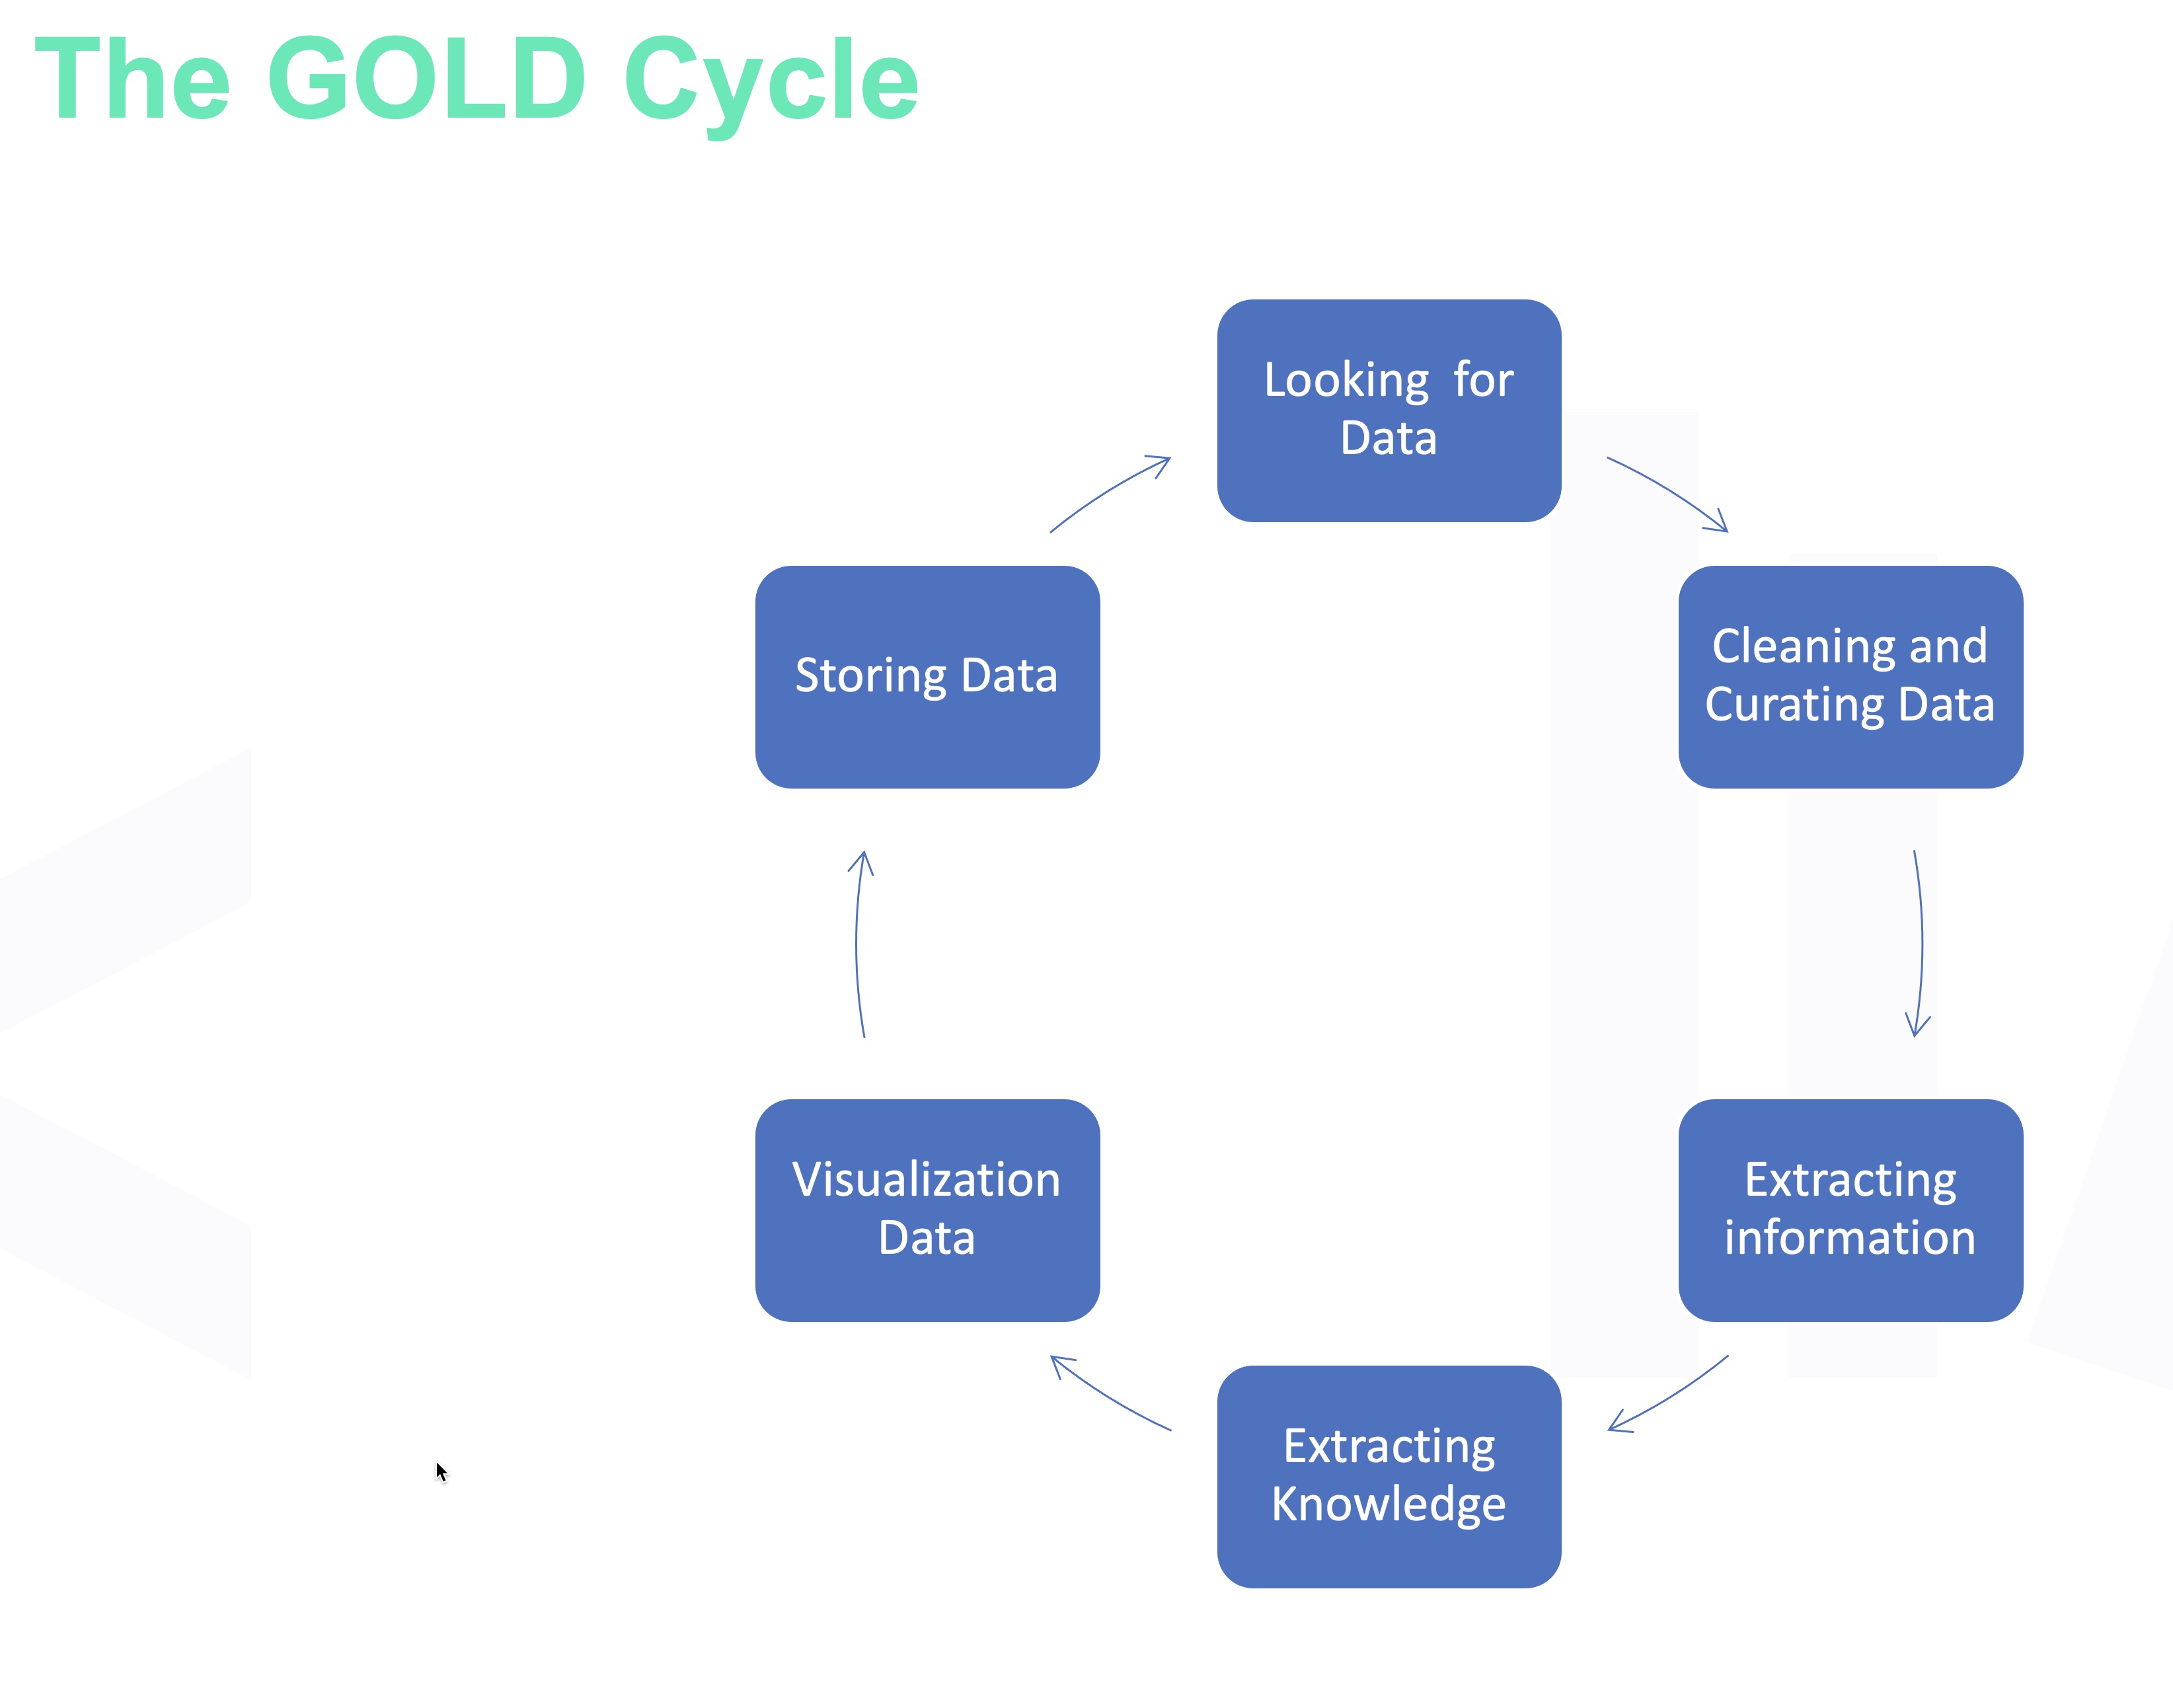 The GOLD Cycle
Looking  for
Data
Cleaning and
Curating Data
Extracting
information
Extracting
Knowledge
Visualization
Data
Storing Data